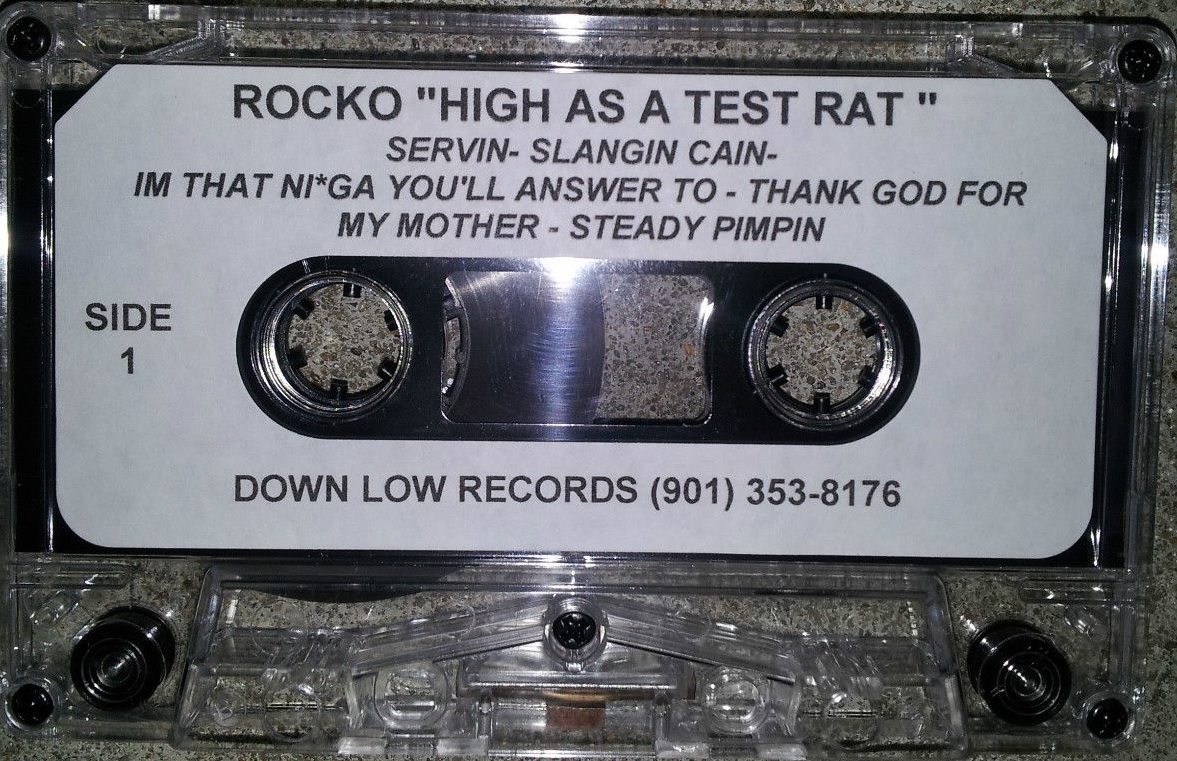 ROCKO "HIGH AS A TEST RAT "
SERVIN- SLANGIN CAIN-
IM THAT NI*GA YOU'LL ANSWER TO - THANK GOD FOR
MY MOTHER - STEADY PIMPIN
SIDE
1
DOWN LOW RECORDS (901) 353-8176